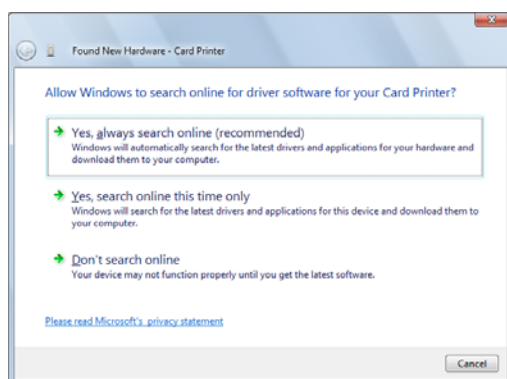 Found New Hardware - Card Printer
Allow Windows to search online for driver software for your Card Printer?
Yes, always search online (recommended)
Windows will automatically search for the latest drivers and applications for your hardware and
download them to your computer.
Yes, search online this time only
Windows will search for the latest drivers and applications for this device and download them to
your computer.
Don't search online
Your device may not function properly until you get the latest software.
Please read Microsoft's privacy statement
Cancel